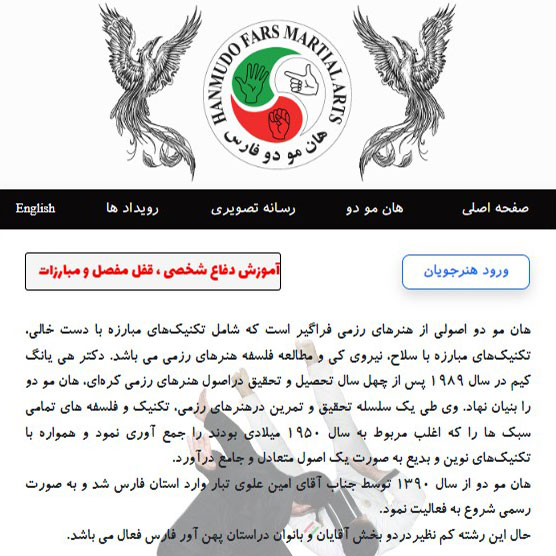 HANMUDO FARS MARTIAL ARTS
هان مو دو فارس
صفحه اصلی
هان مو دو
رسانه تصویری
رویداد ها
English
ورود هنرجویان
آموزش دفاع شخصی ، قفل مفصل و مبارزات
هان مو دو اصولی از هنرهای رزمی فراگیر است که شامل تکنیک‌های مبارزه با دست خالی،
تکنیک‌های مبارزه با سلاح، نیروی کی و مطالعه فلسفه هنرهای رزمی می باشد. دکتر هی یانگ
کیم در سال ۱۹۸۹ پس از چهل سال تحصیل و تحقیق دراصول هنرهای رزمی کره‌ای، هان مو دو
را بنیان نهاد. وی طی یک سلسله تحقیق و تمرین درهنرهای رزمی، تکنیک و فلسفه های تمامی
سبک ها را که اغلب مربوط به سال ۱۹۵۰ میلادی بودند را جمع آوری نمود و همواره با
تکنیک‌های نوین و بدیع به صورت یک اصول متعادل و جامع درآورد.
هان مو دو از سال ۱۳۹۰ توسط جناب آقای امین علوی تبار وارد استان فارس شد و به صورت
رسمی شروع به فعالیت نمود.
حال این رشته کم نظیردردو بخش آقایان و بانوان دراستان پهن آور فارس فعال می باشد.